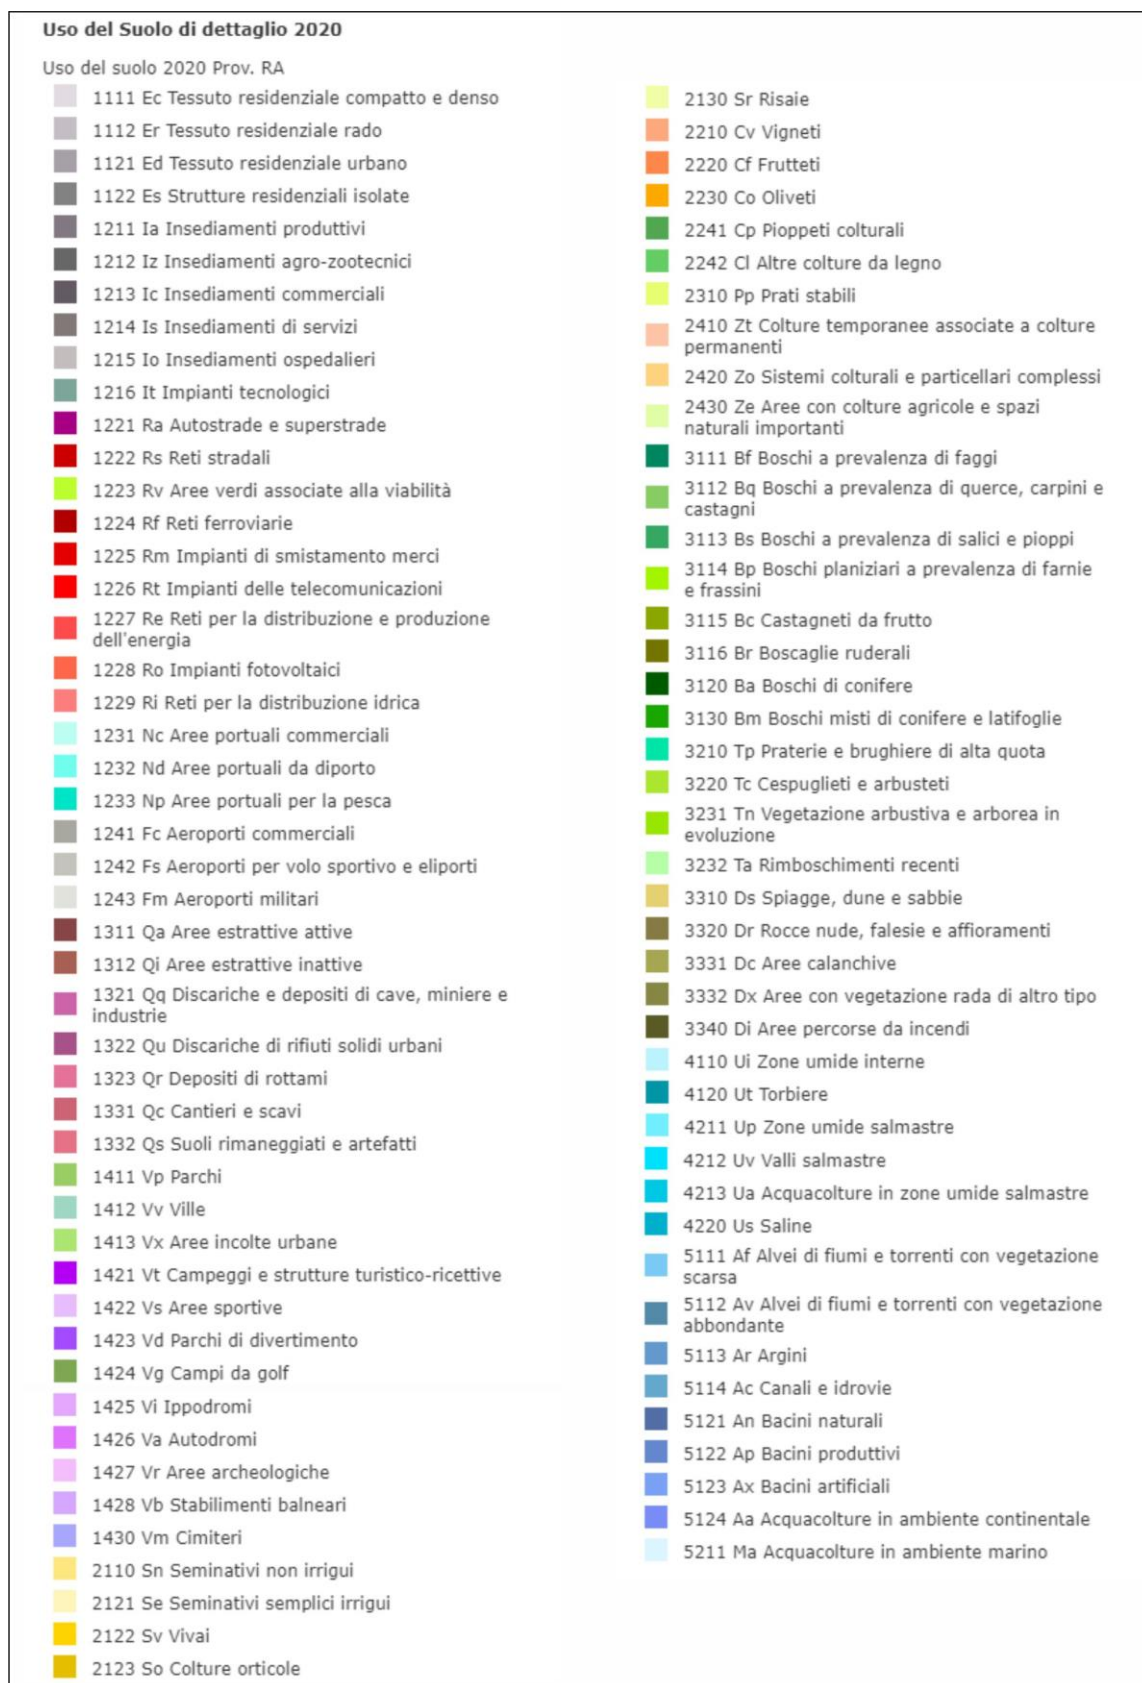 Uso del Suolo di dettaglio 2020
Uso del suolo 2020 Prov. RA
1111 Ec Tessuto residenziale compatto e denso
1112 Er Tessuto residenziale rado
1121 Ed Tessuto residenziale urbano
1122 Es Strutture residenziali isolate
1211 Ia Insediamenti produttivi
1212 Iz Insediamenti agro-zootecnici
1213 Ic Insediamenti commerciali
1214 Is Insediamenti di servizi
1215 Io Insediamenti ospedalieri
1216 It Impianti tecnologici
1221 Ra Autostrade e superstrade
1222 Rs Reti stradali
1223 Rv Aree verdi associate alla viabilità
1224 Rf Reti ferroviarie
1225 Rm Impianti di smistamento merci
1226 Rt Impianti delle telecomunicazioni
1227 Re Reti per la distribuzione e produzione
dell'energia
1228 Ro Impianti fotovoltaici
1229 Ri Reti per la distribuzione idrica
1231 Nc Aree portuali commerciali
1232 Nd Aree portuali da diporto
1233 Np Aree portuali per la pesca
1241 Fc Aeroporti commerciali
1242 Fs Aeroporti per volo sportivo e eliporti
1243 Fm Aeroporti militari
1311 Qa Aree estrattive attive
1312 Qi Aree estrattive inattive
1321 Qq Discariche e depositi di cave, miniere e
industrie
1322 Qu Discariche di rifiuti solidi urbani
1323 Qr Depositi di rottami
1331 Qc Cantieri e scavi
1332 Qs Suoli rimaneggiati e artefatti
1411 Vp Parchi
1412 Vv Ville
1413 Vx Aree incolte urbane
1421 Vt Campeggi e strutture turistico-ricettive
1422 Vs Aree sportive
1423 Vd Parchi di divertimento
1424 Vg Campi da golf
1425 Vi Ippodromi
1426 Va Autodromi
1427 Vr Aree archeologiche
1428 Vb Stabilimenti balneari
1430 Vm Cimiteri
2110 Sn Seminativi non irrigui
2121 Se Seminativi semplici irrigui
2122 Sv Vivai
2123 So Colture orticole
2130 Sr Risaie
2210 Cv Vigneti
2220 Cf Frutteti
2230 Co Oliveti
2241 Cp Pioppeti colturali
2242 Cl Altre colture da legno
2310 Pp Prati stabili
2410 Zt Colture temporanee associate a colture
permanenti
2420 Zo Sistemi colturali e particellari complessi
2430 Ze Aree con colture agricole e spazi
naturali importanti
3111 Bf Boschi a prevalenza di faggi
3112 Bq Boschi a prevalenza di querce, carpini e
castagni
3113 Bs Boschi a prevalenza di salici e pioppi
3114 Bp Boschi planiziari a prevalenza di farnie
e frassini
3115 Bc Castagneti da frutto
3116 Br Boscaglie ruderali
3120 Ba Boschi di conifere
3130 Bm Boschi misti di conifere e latifoglie
3210 Tp Praterie e brughiere di alta quota
3220 Tc Cespuglieti e arbusteti
3231 Tn Vegetazione arbustiva e arborea in
evoluzione
3232 Ta Rimboschimenti recenti
3310 Ds Spiagge, dune e sabbie
3320 Dr Rocce nude, falesie e affioramenti
3331 Dc Aree calanchive
3332 Dx Aree con vegetazione rada di altro tipo
3340 Di Aree percorse da incendi
4110 Ui Zone umide interne
4120 Ut Torbiere
4211 Up Zone umide salmastre
4212 Uv Valli salmastre
4213 Ua Acquacolture in zone umide salmastre
4220 Us Saline
5111 Af Alvei di fiumi e torrenti con vegetazione
scarsa
5112 Av Alvei di fiumi e torrenti con vegetazione
abbondante
5113 Ar Argini
5114 Ac Canali e idrovie
5121 An Bacini naturali
5122 Ap Bacini produttivi
5123 Ax Bacini artificiali
5124 Aa Acquacolture in ambiente continentale
5211 Ma Acquacolture in ambiente marino